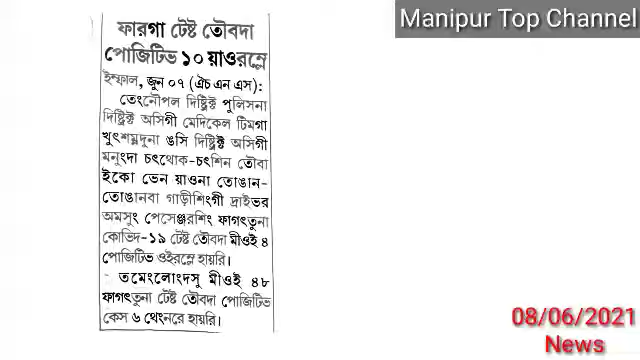 Manipur Top Channel
ফারগা টেষ্ট তৌবদা
পোজিটিভ ১০ য়াওরম্লে
ইম্ফাল, জুন ০৭ (ঐচ এন এস):
তেংনৌপল দিষ্ট্রিক্ট পুলিসনা
দিষ্ট্রিক্ট অসিগী মেদিকেল টিমগা
খুৎশম্নদুনা ঙসি দিষ্ট্রিক্ট অসিগী
মনুংদা চৎথোক-চৎশিন তৌবা
ইকো ভেন য়াওনা তোঙান-
তোঙানবা গাড়ীশিংগী দ্রাইভর
অমসুং পেসেঞ্জরশিং ফাগৎতুনা
কোভিদ-১৯ টেষ্ট তৌবদা মীওই ৪
পোজিটিভ ওইরম্লে হায়রি।
তমেংলোংদসু মীওই ৪৮
ফাগৎতুনা টেষ্ট তৌবদা পোজিটিভ
কেস ৬ থেংনরে হায়রি।
08/06/2021
News